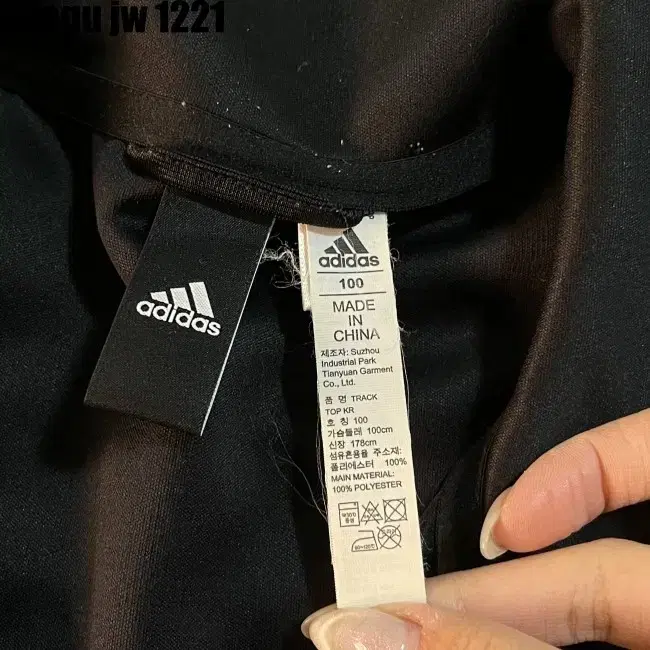 jw 1221
adidas
adidas
100
MADE
IN
CHINA
제조자: Suzhou
Industrial Park
Tianyuan Garment
Co., Ltd.
품 명 TRACK
TOP KR
호 칭 100
가슴둘레 100cm
신장 178cm
섬유혼용율 주소재:
폴리에스터 100%
MAIN MATERIAL:
100% POLYESTER